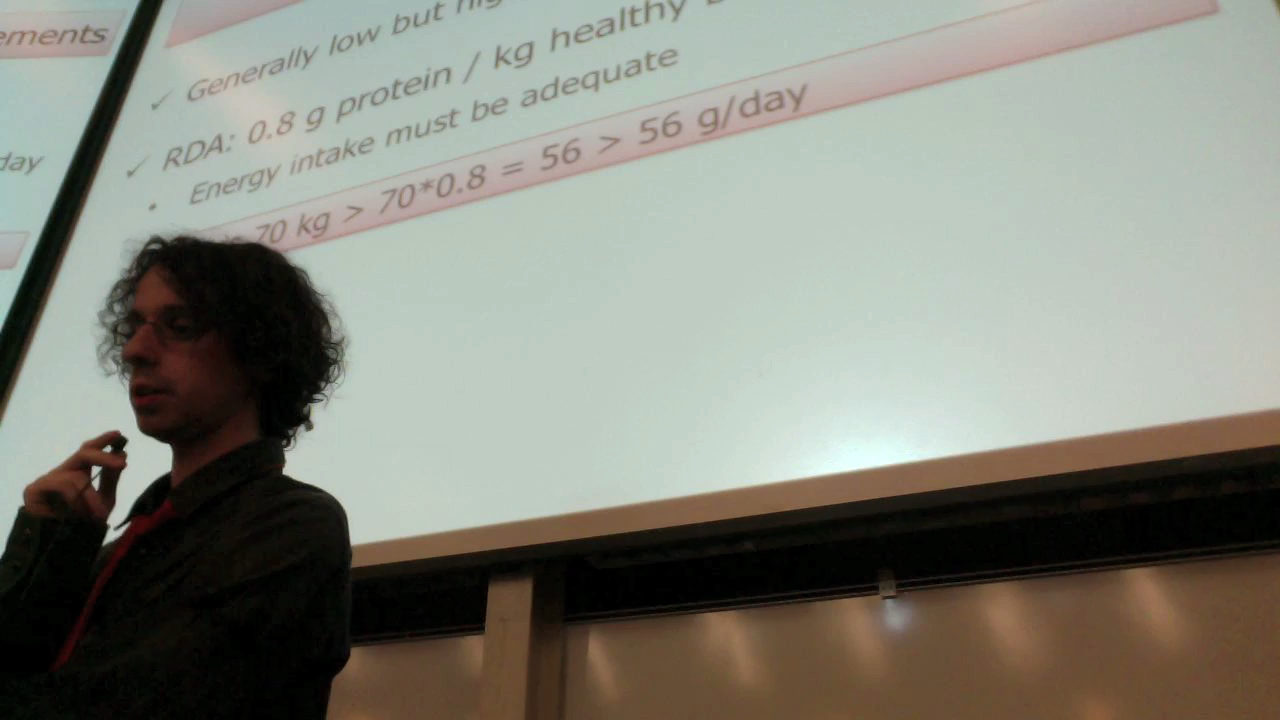 ements
day
Generally low but
✓ RDA: 0.8 g protein / kg healthy
• Energy intake must be adequate
70 kg > 70*0.8 = 56 > 56 g/day